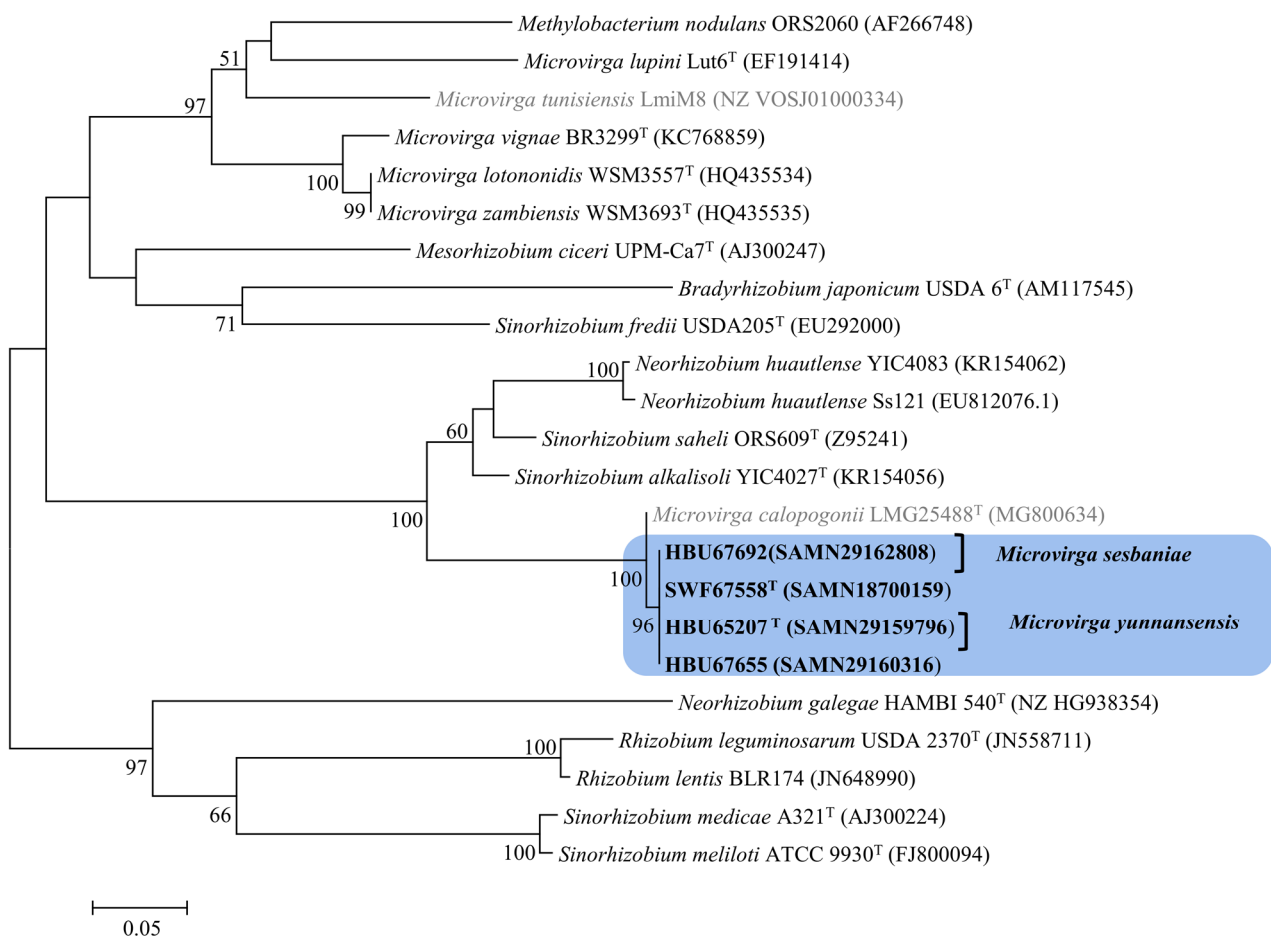 Methylobacterium nodulans ORS2060 (AF266748)
51
Microvirga lupini Lut6ᵀ (EF191414)
Microvirga tunisiensis LmiM8 (NZ VOSJ01000334)
97
Microvirga vignae BR3299ᵀ (KC768859)
Microvirga lotononidis WSM3557ᵀ (HQ435534)
100
99
Microvirga zambiensis WSM3693ᵀ (HQ435535)
Mesorhizobium ciceri UPM-Ca7ᵀ (AJ300247)
Bradyrhizobium japonicum USDA 6ᵀ (AM117545)
71
Sinorhizobium fredii USDA205ᵀ (EU292000)
Neorhizobium huautlense YIC4083 (KR154062)
100
Neorhizobium huautlense Ss121 (EU812076.1)
60
Sinorhizobium saheli ORS609ᵀ (Z95241)
Sinorhizobium alkalisoli YIC4027ᵀ (KR154056)
100
Microvirga calopogonii LMG25488ᵀ (MG800634)
HBU67692(SAMN29162808)
Microvirga sesbaniae
100
SWF67558ᵀ (SAMN18700159)
96
HBU65207 ᵀ (SAMN29159796)
Microvirga yunnansensis
HBU67655 (SAMN29160316)
Neorhizobium galegae HAMBI 540ᵀ (NZ HG938354)
Rhizobium leguminosarum USDA 2370ᵀ (JN558711)
100
97
Rhizobium lentis BLR174 (JN648990)
66
Sinorhizobium medicae A321ᵀ (AJ300224)
100
Sinorhizobium meliloti ATCC 9930ᵀ (FJ800094)
0.05